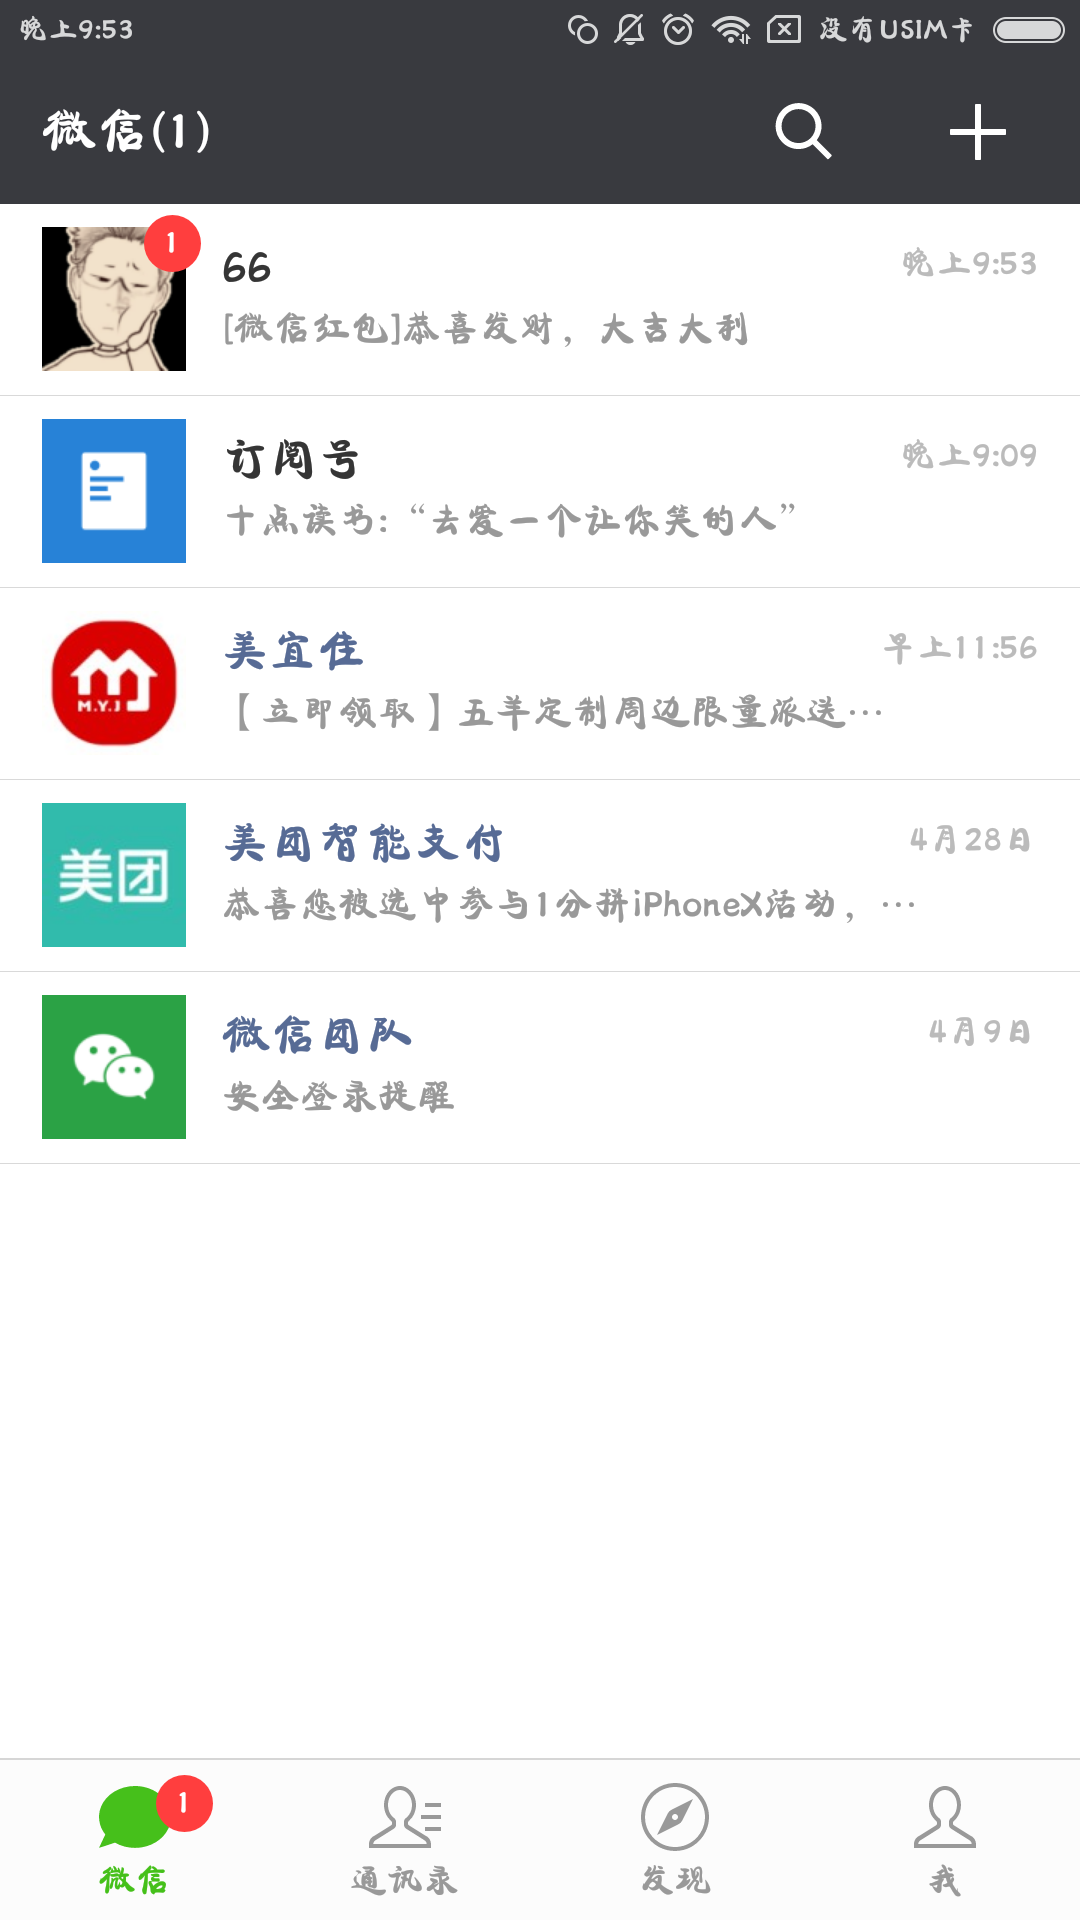 晚上9:53
没有USIM卡
微信(1)
1
66
晚上9:53
[微信红包]恭喜发财，大吉大利
订阅号
晚上9:09
十点读书:“去爱一个让你笑的人”
M.Y.J
美宜佳
早上11:56
【立即领取】五羊定制周边限量派送…
美团
美团智能支付
4月28日
恭喜您被选中参与1分拼iPhoneX活动，…
微信团队
4月9日
安全登录提醒
1
微信
通讯录
发现
我